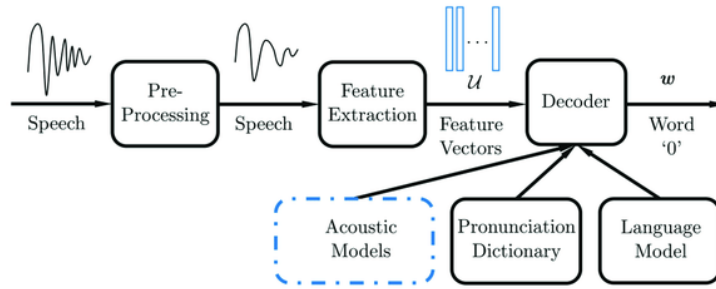 Speech
Pre-
Processing
Speech
Feature
Extraction
𝒰
Feature
Vectors
Decoder
w
Word
‘0’
Acoustic
Models
Pronunciation
Dictionary
Language
Model